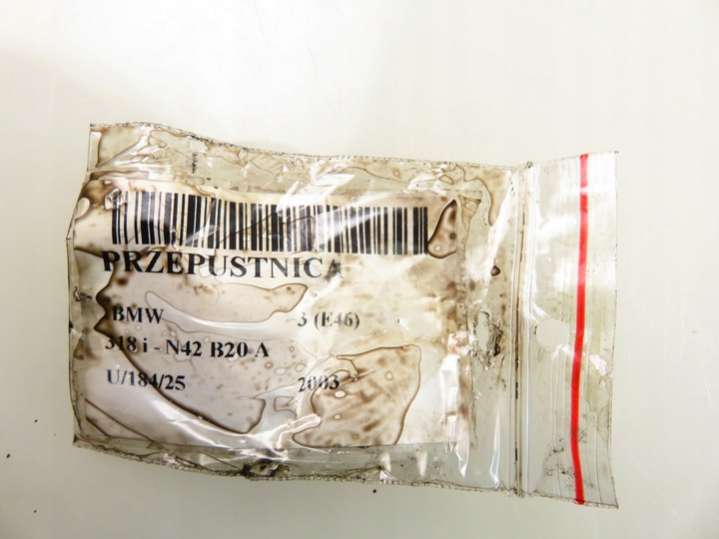 PRZEPUSTNICA
BMW 3 (E46)
318 i - N42 B20 A
U/184/25 2003